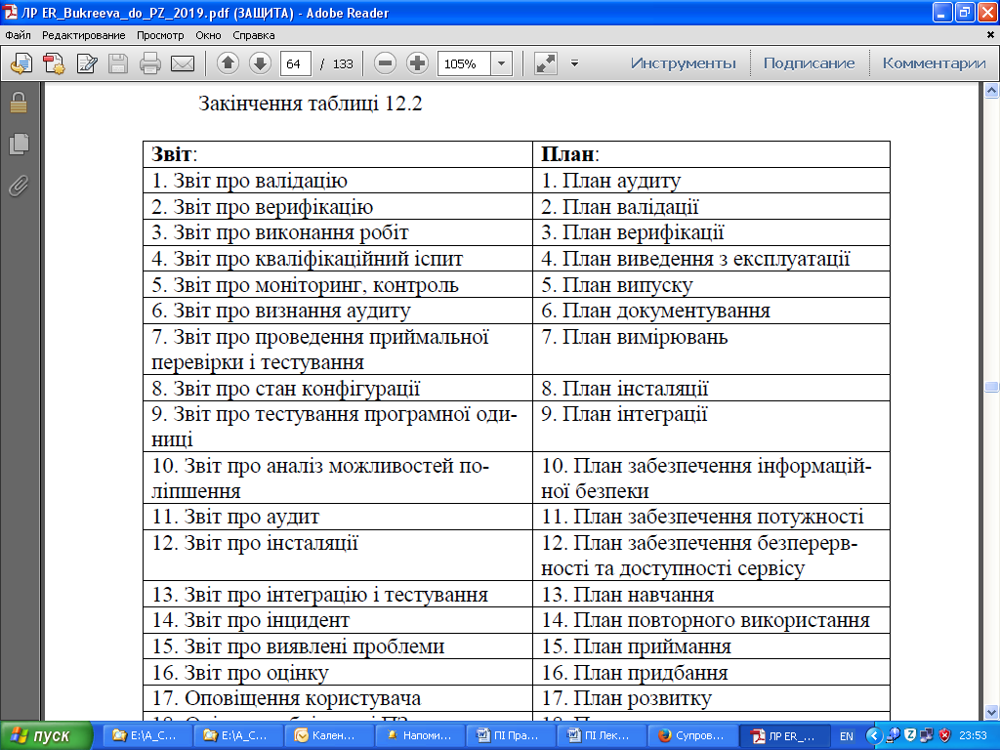 ЛР ER_Bukreeva_do_PZ_2019.pdf (ЗАЩИТА) - Adobe Reader
Файл Редактирование Просмотр Окно Справка
64 / 133 105% Инструменты Подписание Комментарии
Закінчення таблиці 12.2
Звіт: План:
1. Звіт про валідацію 1. План аудиту
2. Звіт про верифікацію 2. План валідації
3. Звіт про виконання робіт 3. План верифікації
4. Звіт про кваліфікаційний іспит 4. План виведення з експлуатації
5. Звіт про моніторинг, контроль 5. План випуску
6. Звіт про визнання аудиту 6. План документування
7. Звіт про проведення приймальної 7. План вимірювань
перевірки і тестування
8. Звіт про стан конфігурації 8. План інсталяції
9. Звіт про тестування програмної оди- 9. План інтеграції
ниці
10. Звіт про аналіз можливостей по- 10. План забезпечення інформацій-
ліпшення ної безпеки
11. Звіт про аудит 11. План забезпечення потужності
12. Звіт про інсталяції 12. План забезпечення безперерв-
ності та доступності сервісу
13. Звіт про інтеграцію і тестування 13. План навчання
14. Звіт про інцидент 14. План повторного використання
15. Звіт про виявлені проблеми 15. План приймання
16. Звіт про оцінку 16. План придбання
17. Оповіщення користувача 17. План розвитку
пуск E:\A_C... E:\A_C... Кален... Напоми... ПІ Пра... ПІ Лек... Супров... ЛР ER_... EN 23:53